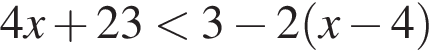 4x + 23 < 3 − 2(x − 4)